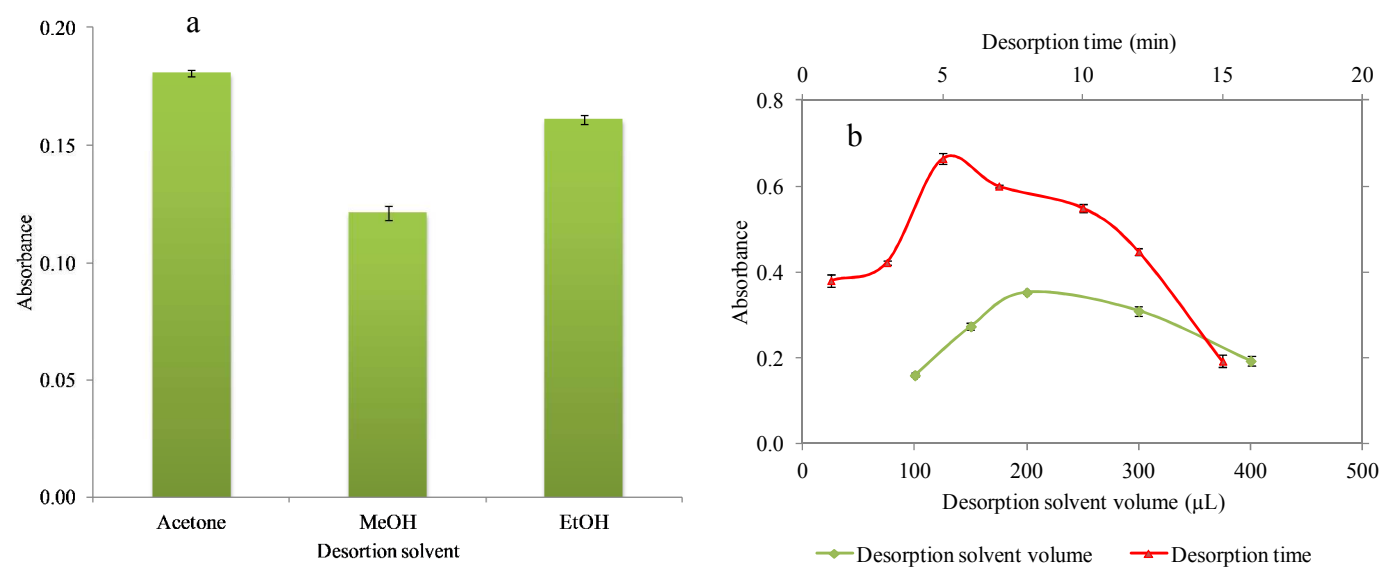 a
0.20
0.15
0.10
0.05
0.00
Absorbance
Acetone MeOH EtOH
Desortion solvent
Desorption time (min)
0 5 10 15 20
b
0.8
0.6
0.4
0.2
0.0
Absorbance
0 100 200 300 400 500
Desorption solvent volume (µL)
Desorption solvent volume Desorption time